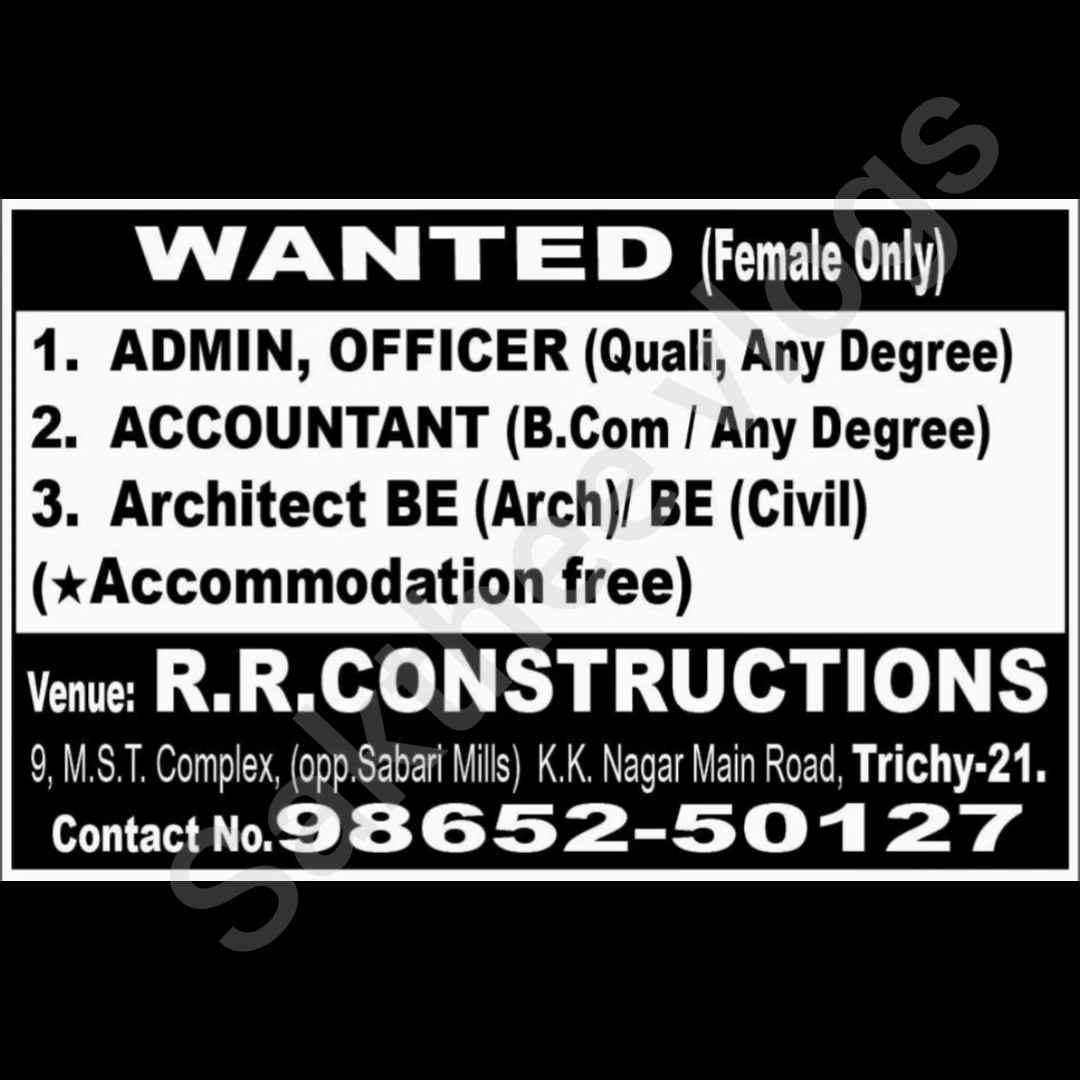 WANTED (Female Only)
1. ADMIN, OFFICER (Quali, Any Degree)
2. ACCOUNTANT (B.Com / Any Degree)
3. Architect BE (Arch)/ BE (Civil)
(★Accommodation free)
Venue: R.R.CONSTRUCTIONS
9, M.S.T. Complex, (opp.Sabari Mills) K.K. Nagar Main Road, Trichy-21.
Contact No.98652-50127
Sakthee vlogs